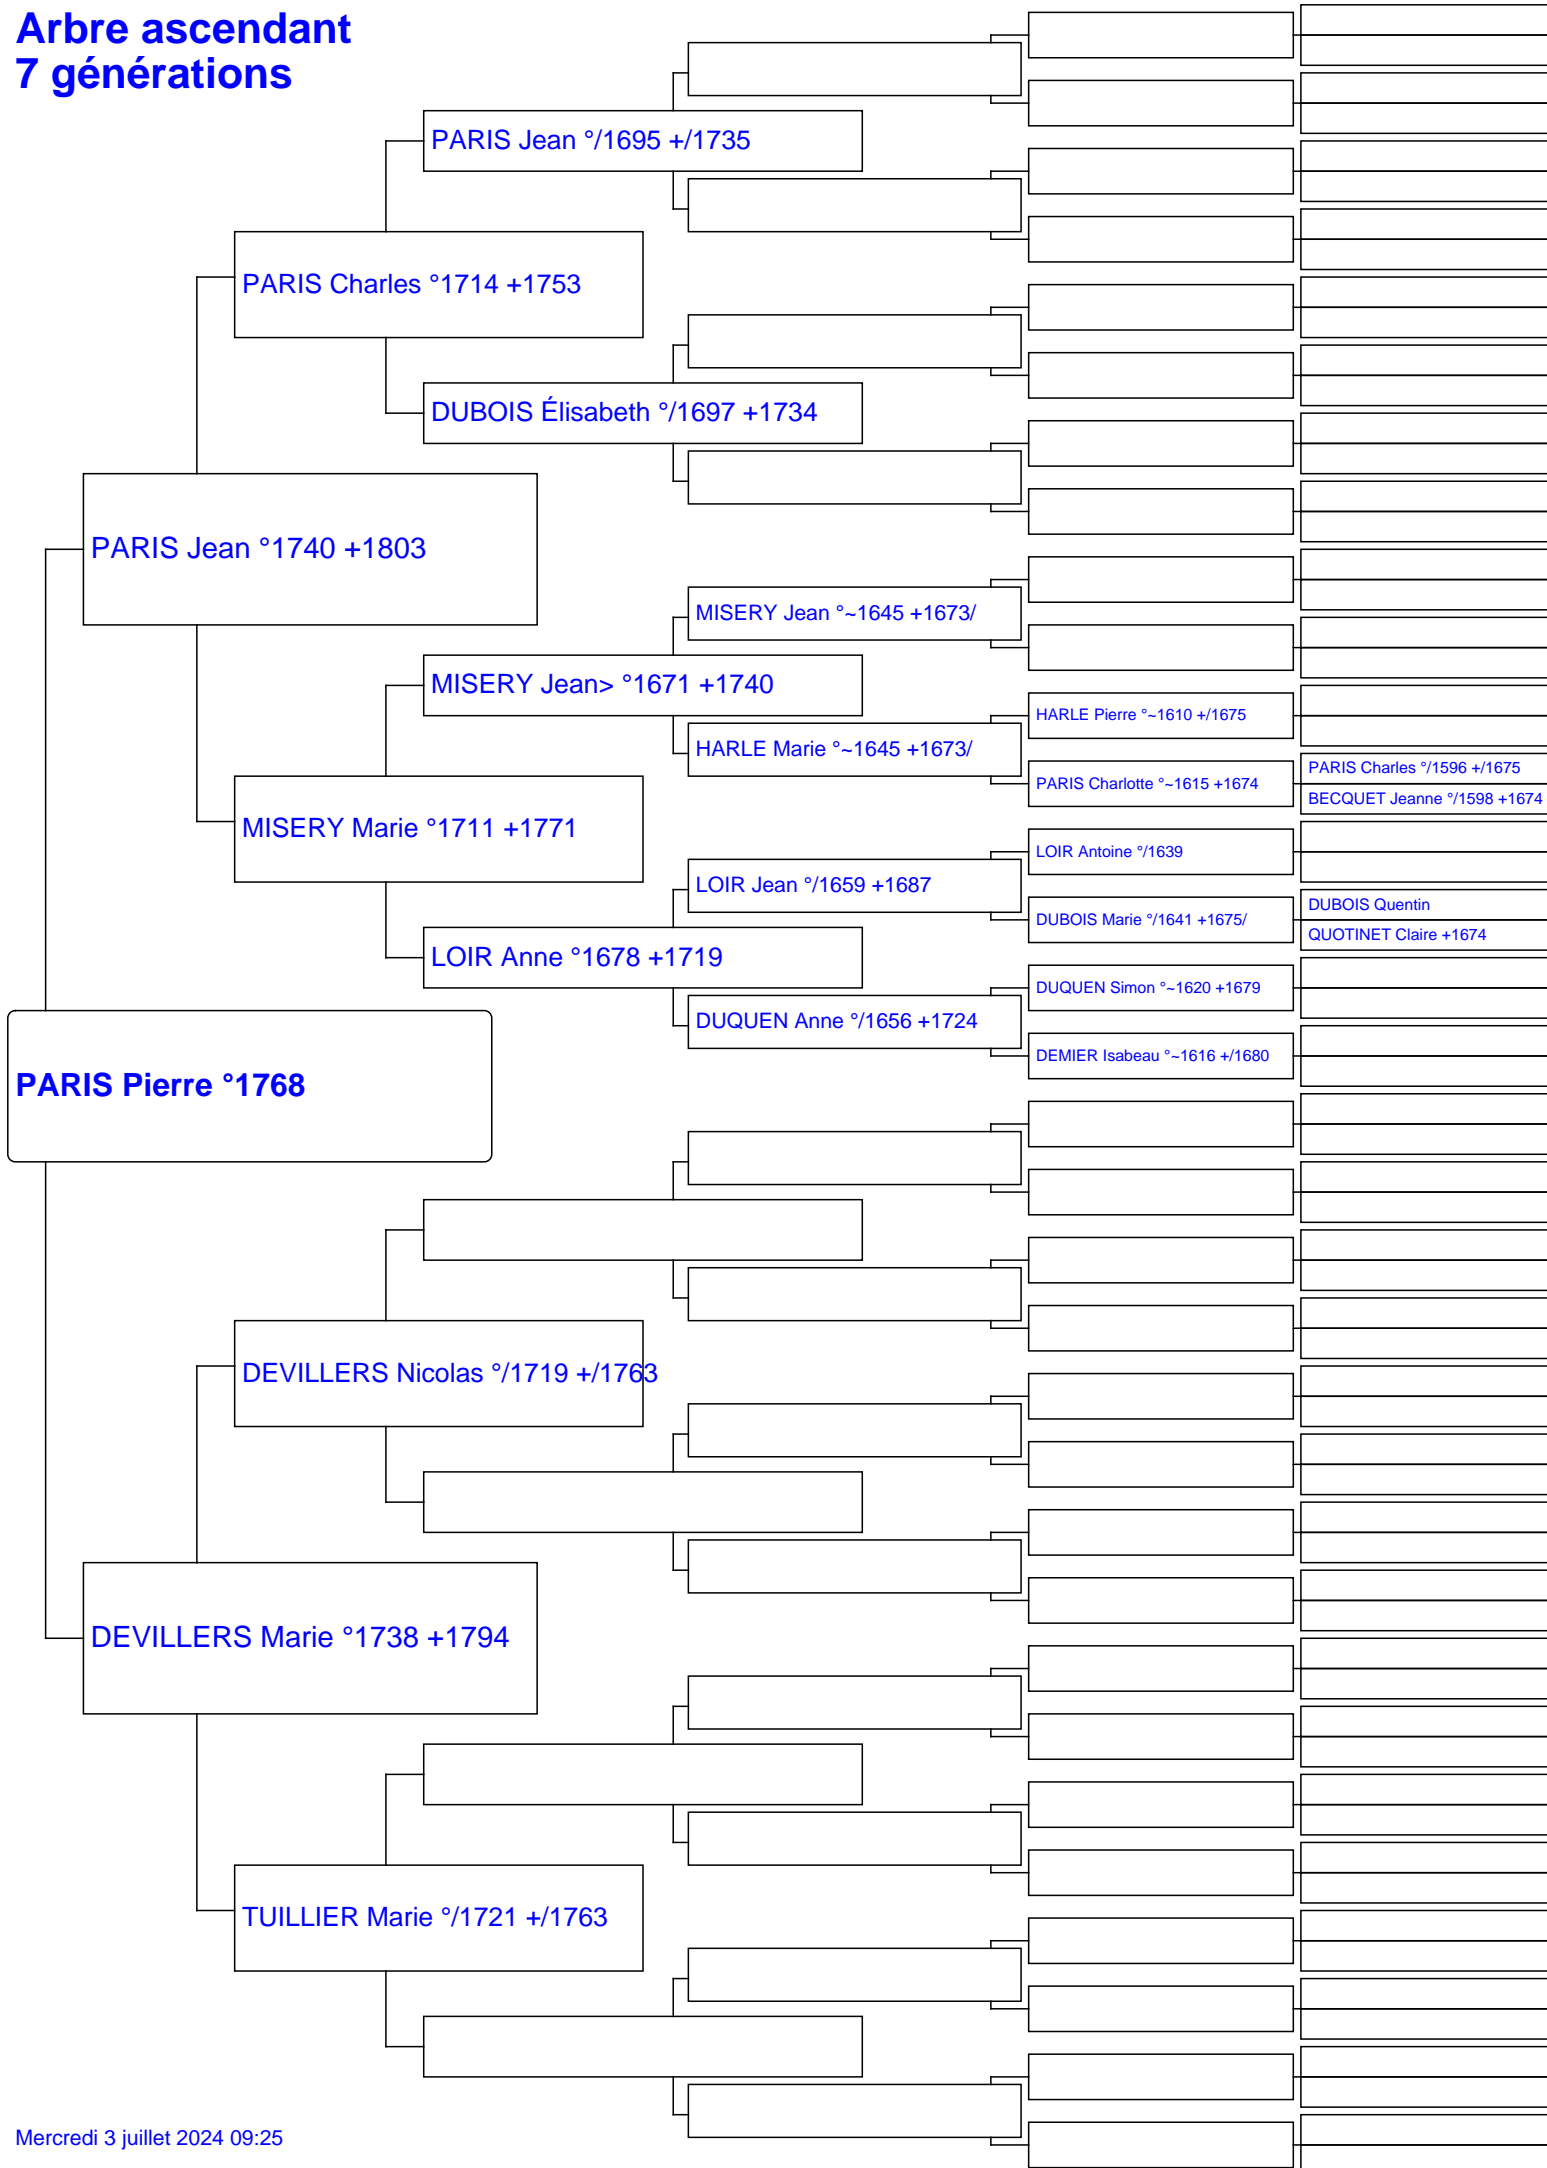 Arbre ascendant
7 générations
PARIS Jean °/1695 +/1735
PARIS Charles °1714 +1753
DUBOIS Élisabeth °/1697 +1734
PARIS Jean °1740 +1803
MISERY Jean °~1645 +1673/
MISERY Jean> °1671 +1740
HARLE Pierre °~1610 +/1675
HARLE Marie °~1645 +1673/
PARIS Charles °/1596 +/1675
PARIS Charlotte °~1615 +1674
BECQUET Jeanne °/1598 +1674
MISERY Marie °1711 +1771
LOIR Antoine °/1639
LOIR Jean °/1659 +1687
DUBOIS Quentin
DUBOIS Marie °/1641 +1675/
QUOTINET Claire +1674
LOIR Anne °1678 +1719
DUQUEN Simon °~1620 +1679
DUQUEN Anne °/1656 +1724
DEMIER Isabeau °~1616 +/1680
PARIS Pierre °1768
DEVILLERS Nicolas °/1719 +/1763
DEVILLERS Marie °1738 +1794
TUILLIER Marie °/1721 +/1763
Mercredi 3 juillet 2024 09:25